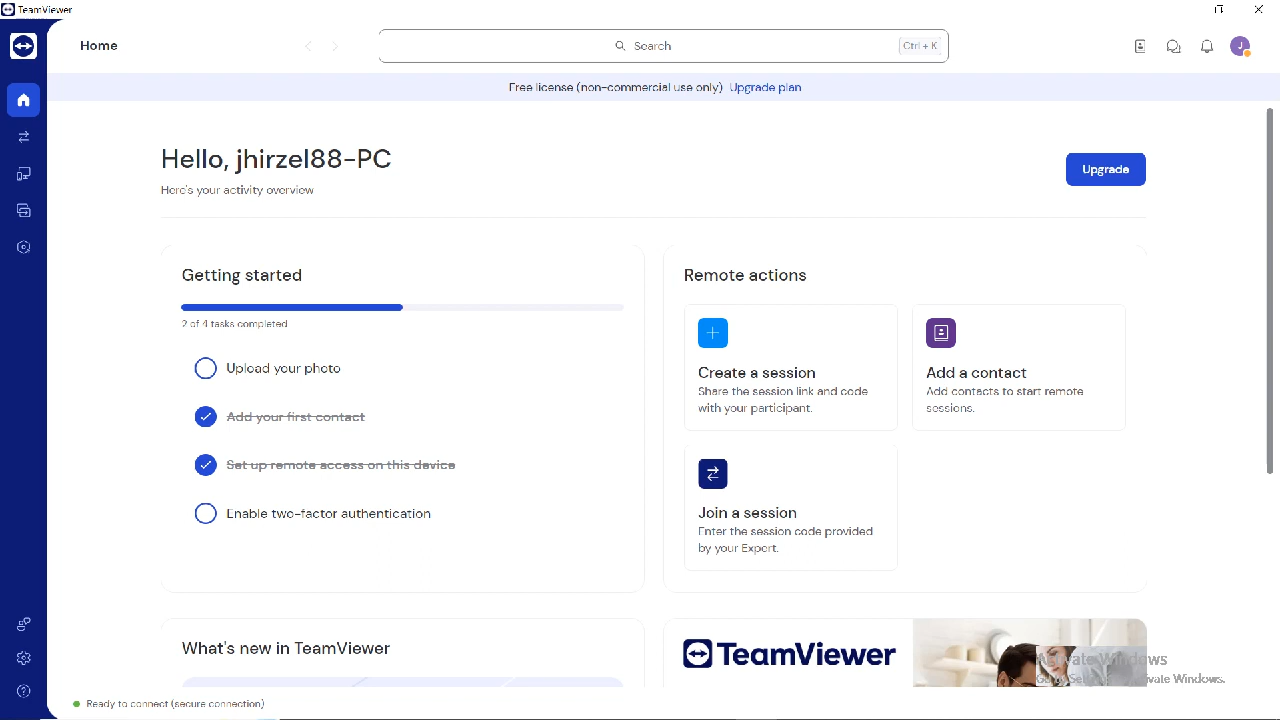 TeamViewer
Home
Search
Ctrl + K
Free license (non-commercial use only) Upgrade plan
Hello, jhirzel88-PC
Here's your activity overview
Upgrade
Getting started
2 of 4 tasks completed
Upload your photo
Add your first contact
Set up remote access on this device
Enable two-factor authentication
Remote actions
Create a session
Share the session link and code
with your participant.
Add a contact
Add contacts to start remote
sessions.
Join a session
Enter the session code provided
by your Expert.
What's new in TeamViewer
TeamViewer
Windows.
Ready to connect (secure connection)
J